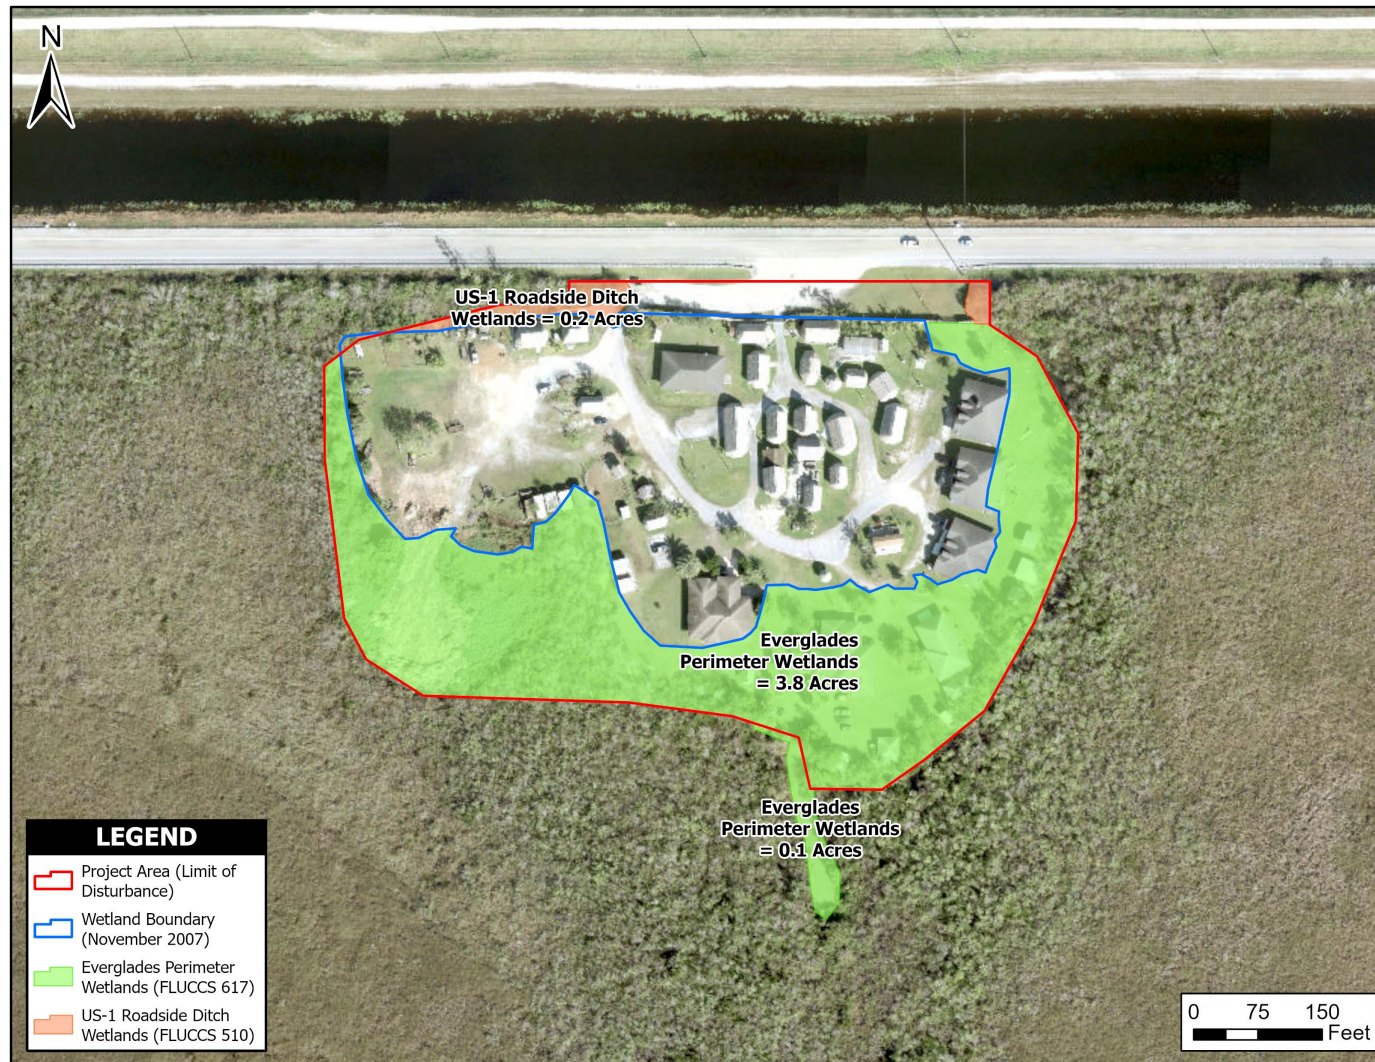 N
US-1 Roadside Ditch
Wetlands = 0.2 Acres
Everglades
Perimeter Wetlands
= 3.8 Acres
Everglades
Perimeter Wetlands
= 0.1 Acres
LEGEND
Project Area (Limit of
Disturbance)
Wetland Boundary
(November 2007)
Everglades Perimeter
Wetlands (FLUCCS 617)
US-1 Roadside Ditch
Wetlands (FLUCCS 510)
0 75 150
Feet